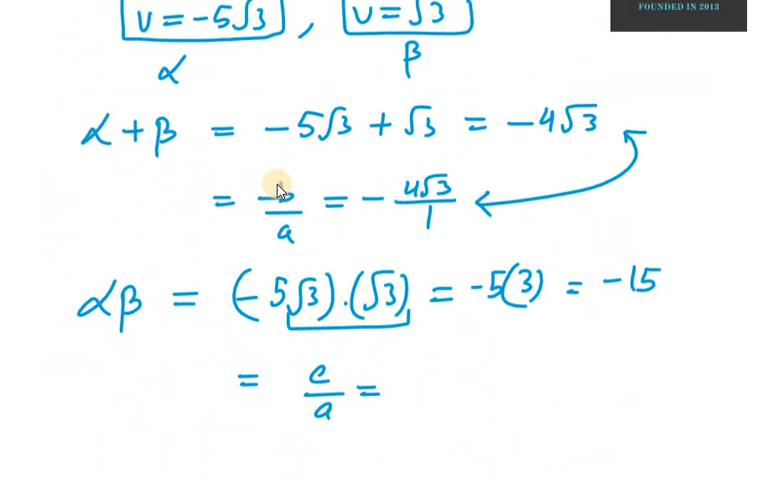 v = -5√3 , v = √3
FOUNDED IN 2013
α β
α + β = -5√3 + √3 = -4√3
= -b/a = - 4√3/1
αβ = (-5√3).(√3) = -5(3) = -15
= c/a =